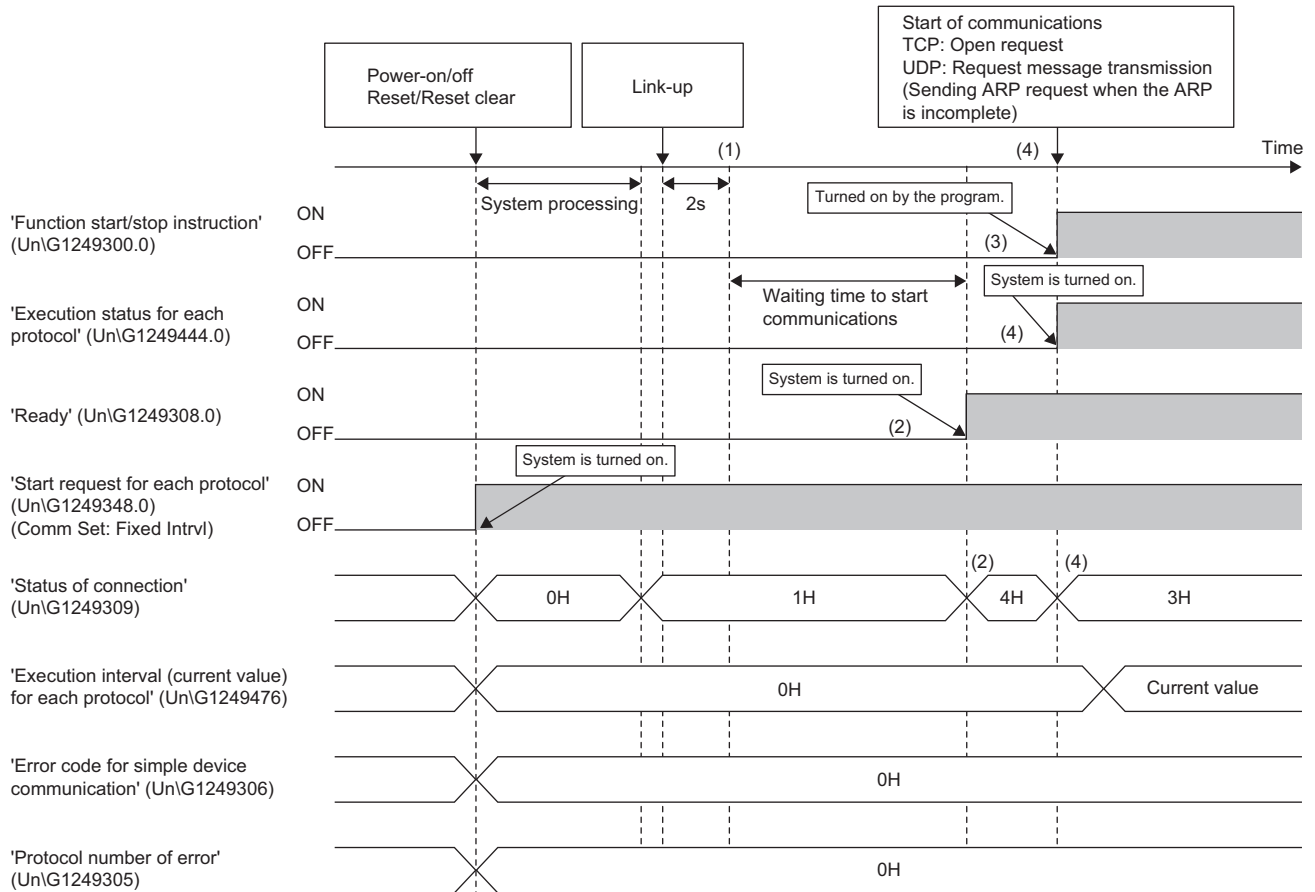 Start of communications
TCP: Open request
UDP: Request message transmission
(Sending ARP request when the ARP
is incomplete)
Power-on/off
Reset/Reset clear
Link-up
(1)
(4)
Time
System processing
2s
Turned on by the program.
'Function start/stop instruction'
(Un\G1249300.0)
ON
OFF
(3)
Waiting time to start
communications
System is turned on.
'Execution status for each
protocol' (Un\G1249444.0)
ON
OFF
(4)
System is turned on.
'Ready' (Un\G1249308.0)
ON
OFF
(2)
System is turned on.
'Start request for each protocol'
(Un\G1249348.0)
(Comm Set: Fixed Intrvl)
ON
OFF
(2)
(4)
'Status of connection'
(Un\G1249309)
0H
1H
4H
3H
'Execution interval (current value)
for each protocol' (Un\G1249476)
0H
Current value
'Error code for simple device
communication' (Un\G1249306)
0H
'Protocol number of error'
(Un\G1249305)
0H